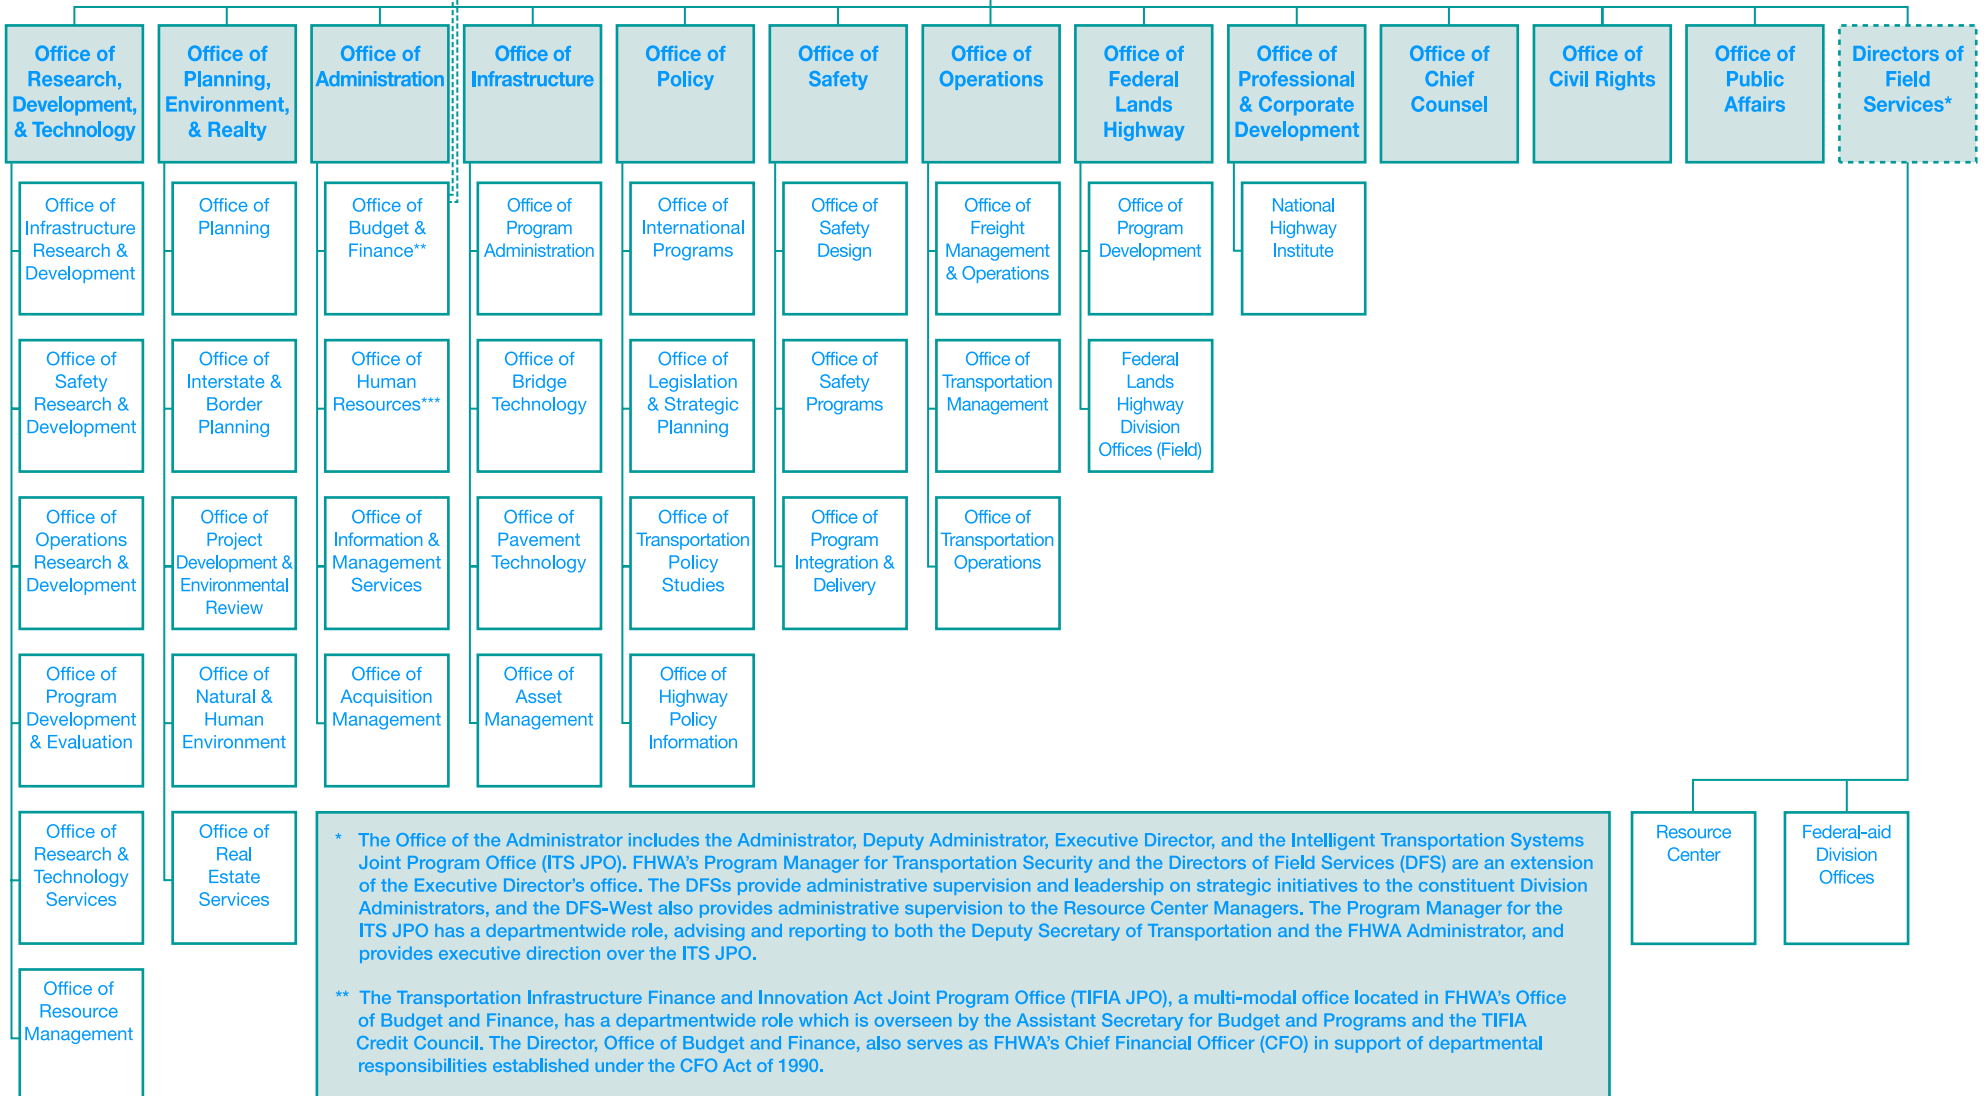 Office of
Research,
Development,
& Technology
Office of
Planning,
Environment,
& Realty
Office of
Administration
Office of
Infrastructure
Office of
Policy
Office of
Safety
Office of
Operations
Office of
Federal
Lands
Highway
Office of
Professional
& Corporate
Development
Office of
Chief
Counsel
Office of
Civil Rights
Office of
Public
Affairs
Directors of
Field
Services*
Office of
Infrastructure
Research &
Development
Office of
Planning
Office of
Budget &
Finance**
Office of
Program
Administration
Office of
International
Programs
Office of
Safety
Design
Office of
Freight
Management
& Operations
Office of
Program
Development
National
Highway
Institute
Office of
Safety
Research &
Development
Office of
Interstate &
Border
Planning
Office of
Human
Resources***
Office of
Bridge
Technology
Office of
Legislation
& Strategic
Planning
Office of
Safety
Programs
Office of
Transportation
Management
Federal
Lands
Highway
Division
Offices (Field)
Office of
Operations
Research &
Development
Office of
Project
Development &
Environmental
Review
Office of
Information &
Management
Services
Office of
Pavement
Technology
Office of
Transportation
Policy
Studies
Office of
Program
Integration &
Delivery
Office of
Transportation
Operations
Office of
Program
Development
& Evaluation
Office of
Natural &
Human
Environment
Office of
Acquisition
Management
Office of
Asset
Management
Office of
Highway
Policy
Information
Office of
Research &
Technology
Services
Office of
Real
Estate
Services
Resource
Center
Federal-aid
Division
Offices
Office of
Resource
Management
* The Office of the Administrator includes the Administrator, Deputy Administrator, Executive Director, and the Intelligent Transportation Systems
Joint Program Office (ITS JPO). FHWA's Program Manager for Transportation Security and the Directors of Field Services (DFS) are an extension
of the Executive Director's office. The DFSs provide administrative supervision and leadership on strategic initiatives to the constituent Division
Administrators, and the DFS-West also provides administrative supervision to the Resource Center Managers. The Program Manager for the
ITS JPO has a departmentwide role, advising and reporting to both the Deputy Secretary of Transportation and the FHWA Administrator, and
provides executive direction over the ITS JPO.
** The Transportation Infrastructure Finance and Innovation Act Joint Program Office (TIFIA JPO), a multi-modal office located in FHWA's Office
of Budget and Finance, has a departmentwide role which is overseen by the Assistant Secretary for Budget and Programs and the TIFIA
Credit Council. The Director, Office of Budget and Finance, also serves as FHWA's Chief Financial Officer (CFO) in support of departmental
responsibilities established under the CFO Act of 1990.